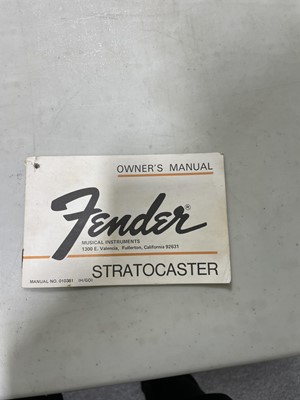 OWNER'S MANUAL
Fender®
MUSICAL INSTRUMENTS
1300 E. Valencia, Fullerton, California 92631
STRATOCASTER
MANUAL NO.